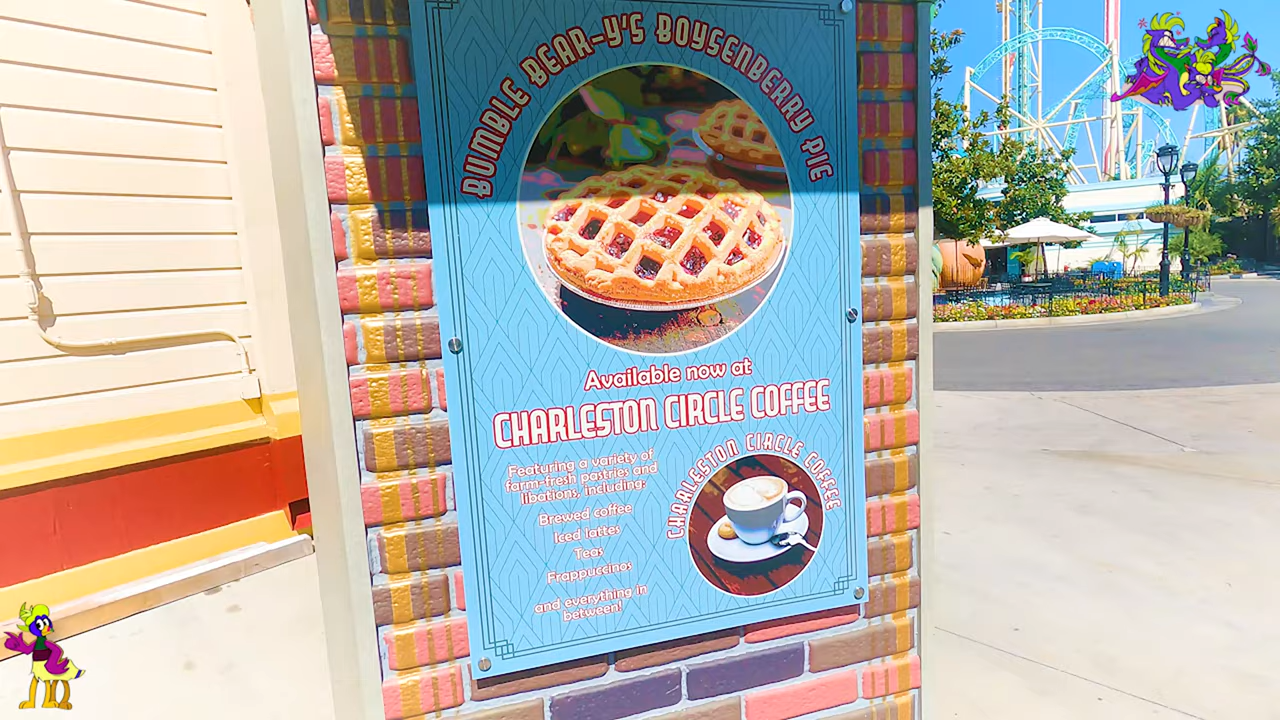 BUMBLE BEAR-Y'S BOYSENBERRY PIE
Available now at
CHARLESTON CIRCLE COFFEE
Featuring a variety of
farm-fresh pastries and
libations, including:
Brewed coffee
Iced lattes
Teas
Frappuccinos
and everything in
between!
CHARLESTON CIRCLE COFFEE